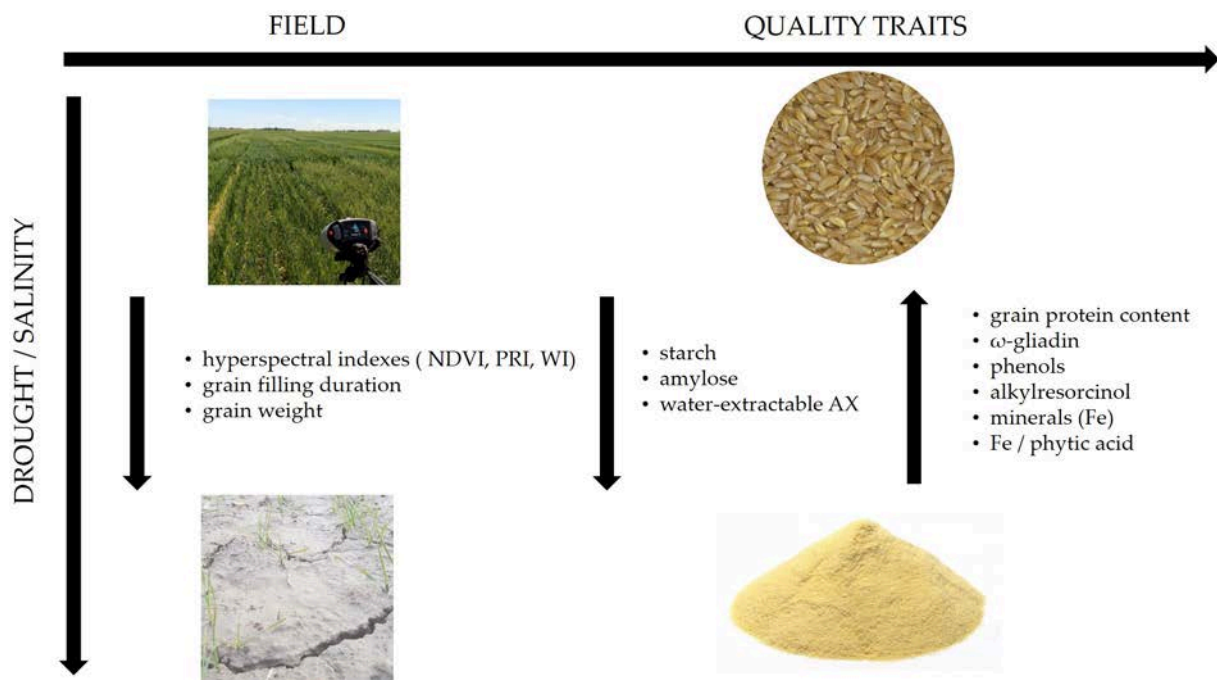 FIELD
QUALITY TRAITS
DROUGHT / SALINITY
• hyperspectral indexes ( NDVI, PRI, WI)
• grain filling duration
• grain weight
• starch
• amylose
• water-extractable AX
• grain protein content
• ω-gliadin
• phenols
• alkylresorcinol
• minerals (Fe)
• Fe / phytic acid